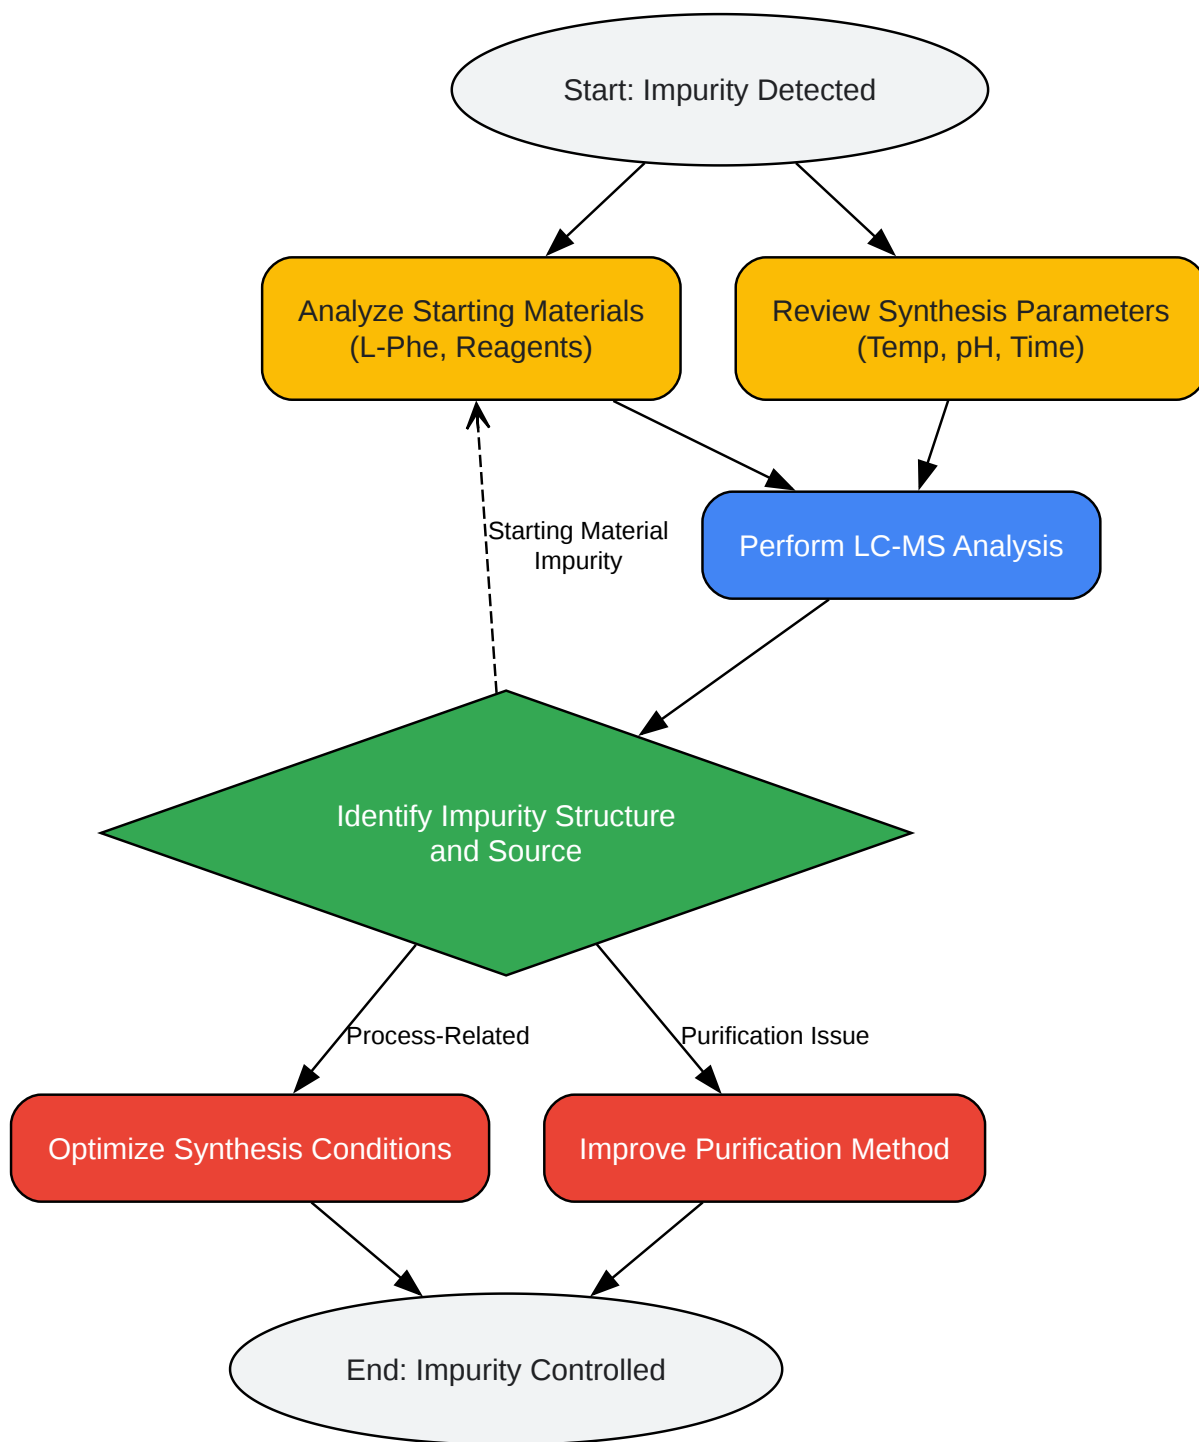 Start: Impurity Detected
Analyze Starting Materials
(L-Phe, Reagents)
Review Synthesis Parameters
(Temp, pH, Time)
Starting Material
Impurity
Perform LC-MS Analysis
Identify Impurity Structure
and Source
Process-Related
Purification Issue
Optimize Synthesis Conditions
Improve Purification Method
End: Impurity Controlled